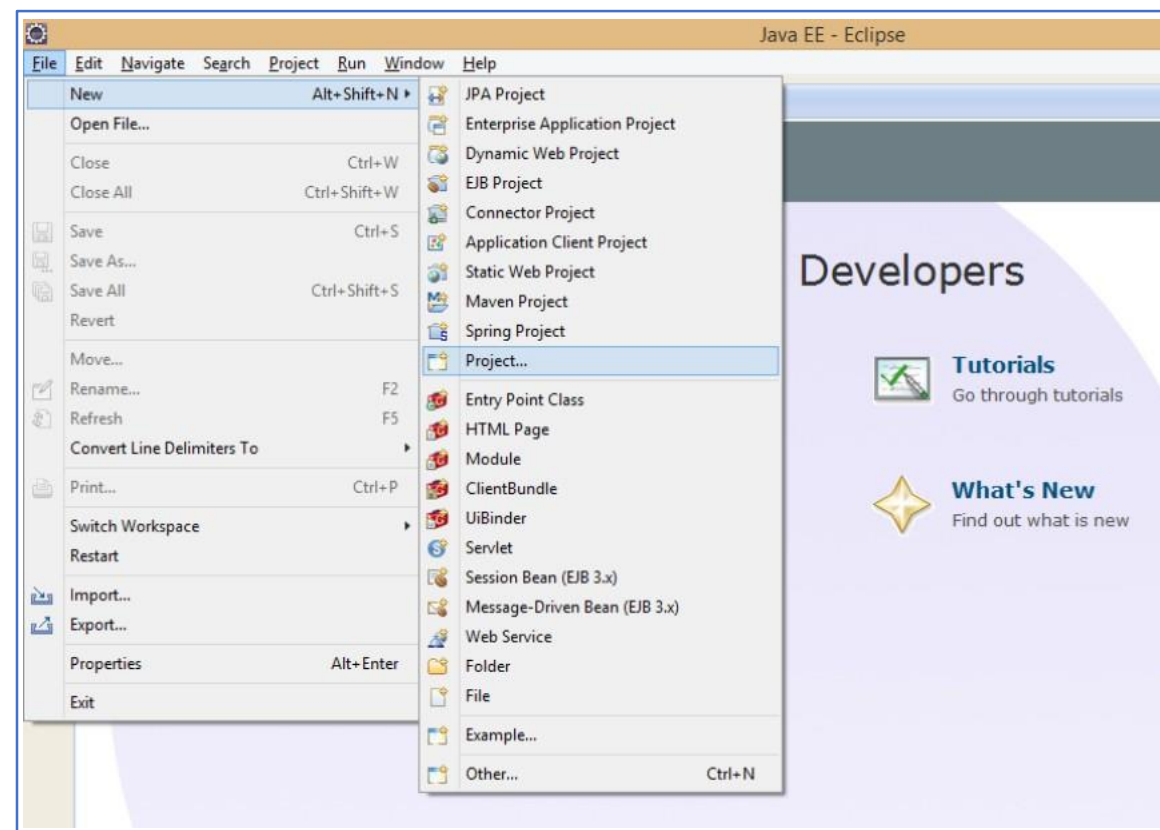 Java EE - Eclipse
File Edit Navigate Search Project Run Window Help
New Alt+Shift+N
Open File...
Close Ctrl+W
Close All Ctrl+Shift+W
Save Ctrl+S
Save As...
Save All Ctrl+Shift+S
Revert
Move...
Rename... F2
Refresh F5
Convert Line Delimiters To
Print... Ctrl+P
Switch Workspace
Restart
Import...
Export...
Properties Alt+Enter
Exit
JPA Project
Enterprise Application Project
Dynamic Web Project
EJB Project
Connector Project
Application Client Project
Static Web Project
Maven Project
Spring Project
Project...
Entry Point Class
HTML Page
Module
ClientBundle
UiBinder
Servlet
Session Bean (EJB 3.x)
Message-Driven Bean (EJB 3.x)
Web Service
Folder
File
Example...
Other... Ctrl+N
Developers
Tutorials
Go through tutorials
What's New
Find out what is new